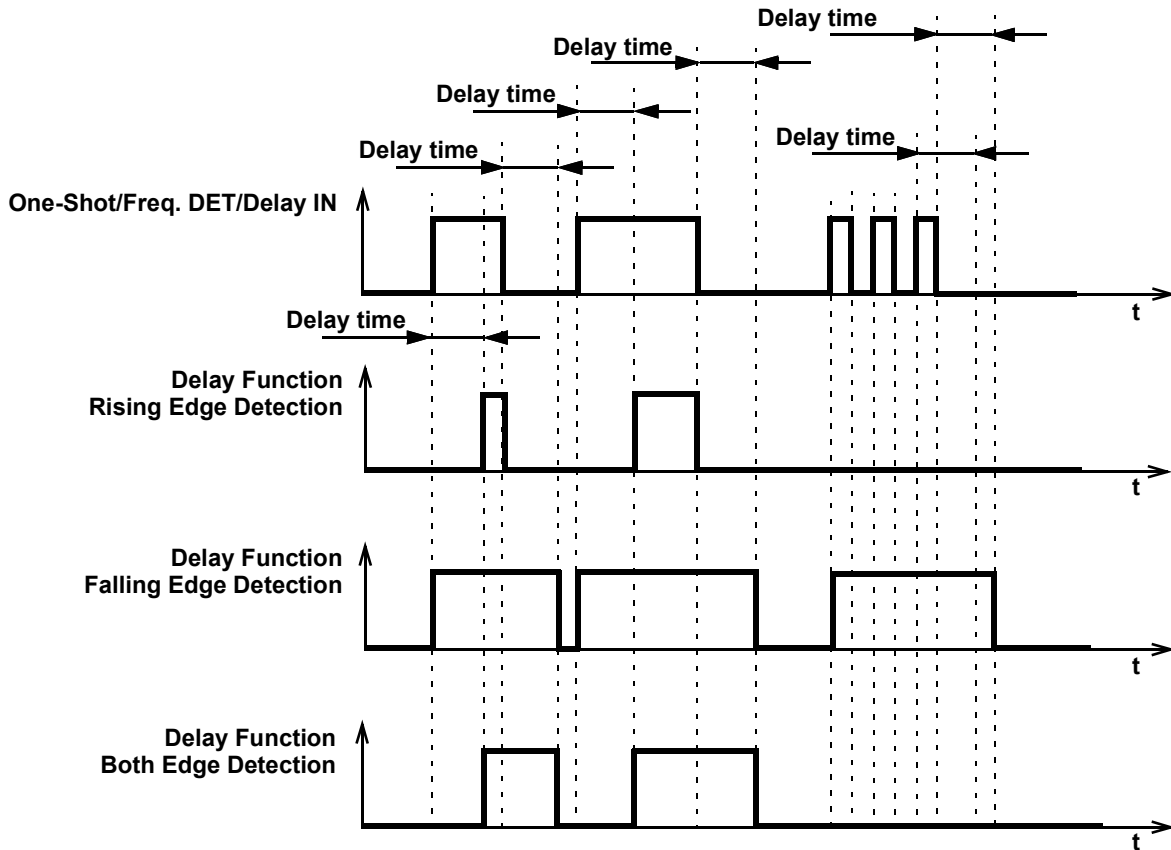 Delay time
Delay time
Delay time
Delay time
Delay time
One-Shot/Freq. DET/Delay IN
t
Delay time
Delay Function
Rising Edge Detection
t
Delay Function
Falling Edge Detection
t
Delay Function
Both Edge Detection
t